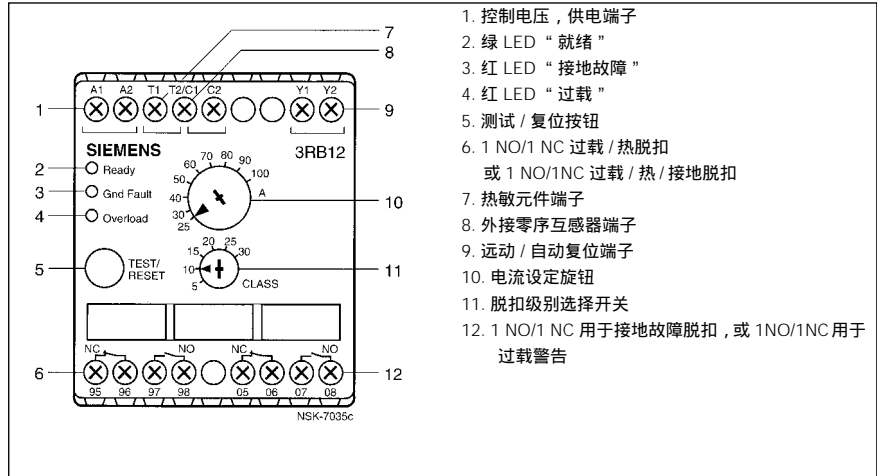 7
8
A1 A2 T1 T2/C1 C2 Y1 Y2
1
9
SIEMENS 3RB12
2 Ready
3 Gnd Fault
4 Overload
25 30 40 50 60 70 80 90 100 A
10
5 TEST/
RESET
5 10 15 20 25 30
CLASS
11
NC NO NC NO
6
12
95 96 97 98 05 06 07 08
NSK-7035c
1. 控制电压，供电端子
2. 绿 LED “ 就绪 ”
3. 红 LED “ 接地故障 ”
4. 红 LED “ 过载 ”
5. 测试 / 复位按钮
6. 1 NO/1 NC 过载 / 热脱扣
或 1 NO/1NC 过载 / 热 / 接地脱扣
7. 热敏元件端子
8. 外接零序互感器端子
9. 远动 / 自动复位端子
10. 电流设定旋钮
11. 脱扣级别选择开关
12. 1 NO/1 NC 用于接地故障脱扣，或 1NO/1NC 用于
过载警告